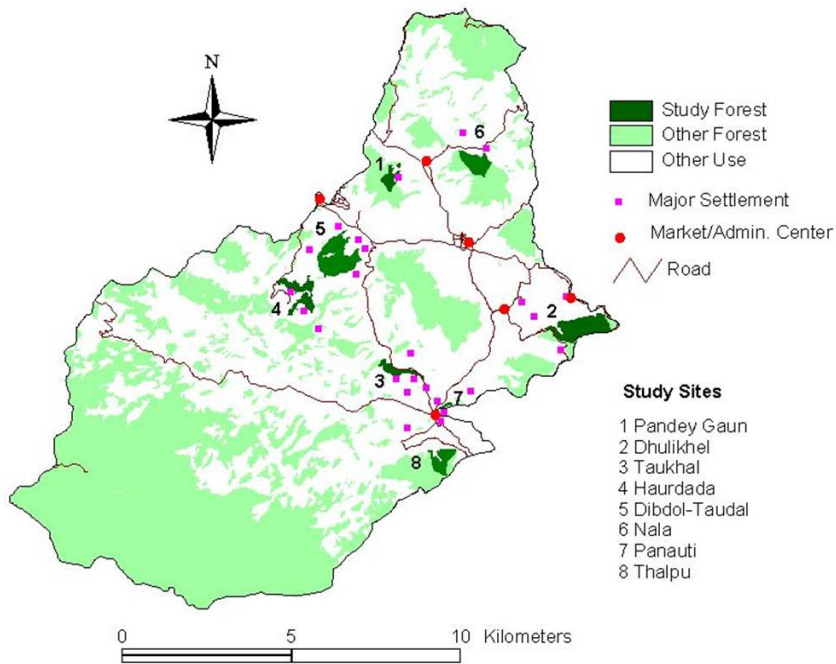 N
Study Forest
Other Forest
Other Use
Major Settlement
Market/Admin. Center
Road
6
1
5
4
2
3
7
8
Study Sites
1 Pandey Gaun
2 Dhulikhel
3 Taukhal
4 Haurdada
5 Dibdol-Taudal
6 Nala
7 Panauti
8 Thalpu
0 5 10 Kilometers